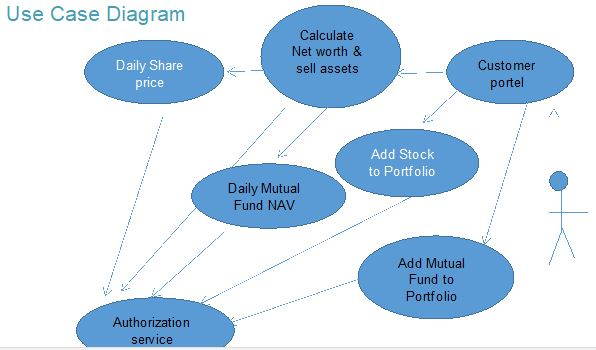 Use Case Diagram
Calculate
Net worth &
sell assets
Daily Share
price
Customer
portel
Add Stock
to Portfolio
Daily Mutual
Fund NAV
Add Mutual
Fund to
Portfolio
Authorization
service